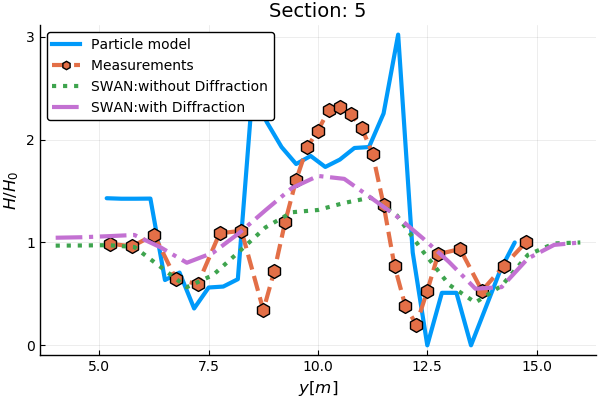 Section: 5
Particle model
Measurements
SWAN:without Diffraction
SWAN:with Diffraction
H/H₀
3
2
1
0
5.0 7.5 10.0 12.5 15.0
y[m]